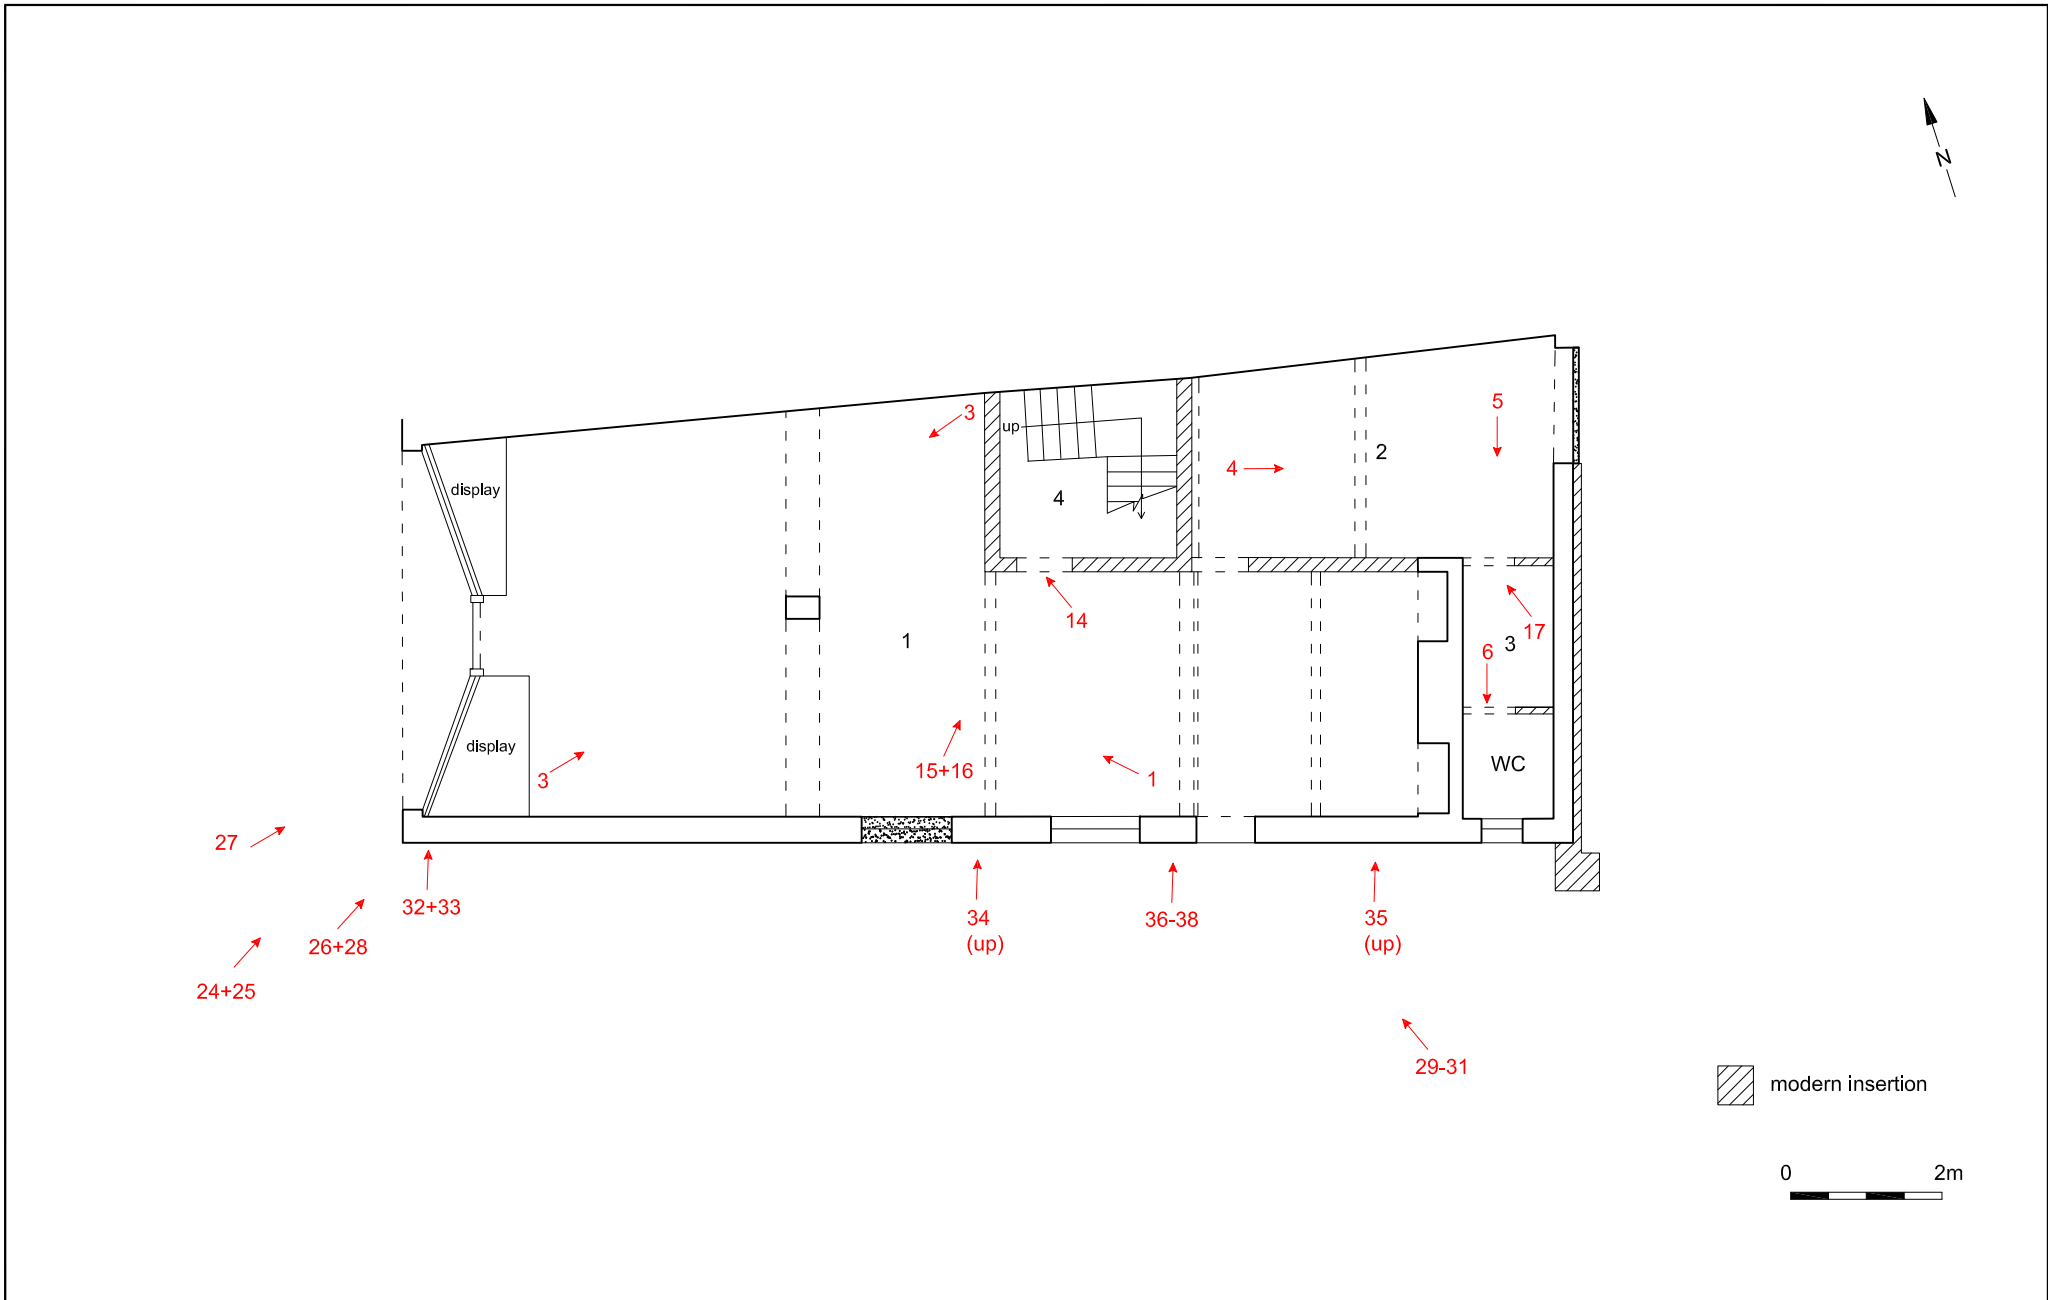 N
3
5
up
2
4
display
4
14
17
1
3
6
display
15+16
1
WC
3
27
32+33
34
(up)
36-38
35
(up)
26+28
24+25
29-31
modern insertion
0 2m